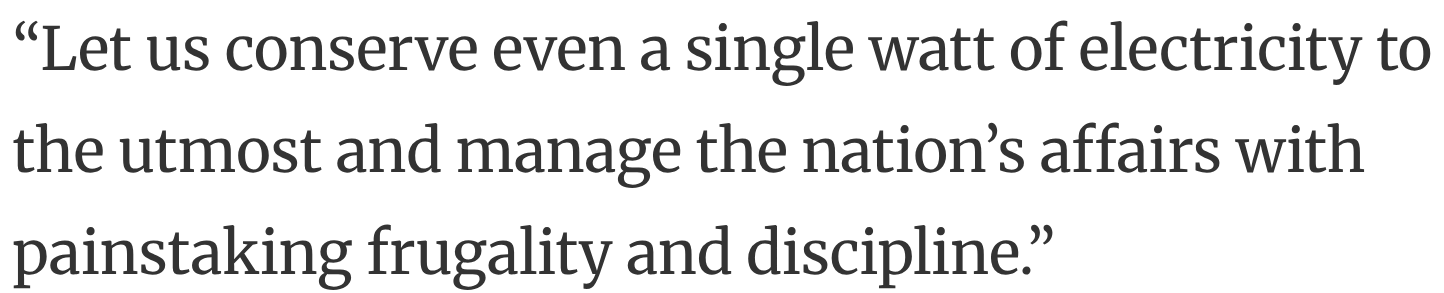 “Let us conserve even a single watt of electricity to
the utmost and manage the nation’s affairs with
painstaking frugality and discipline.”